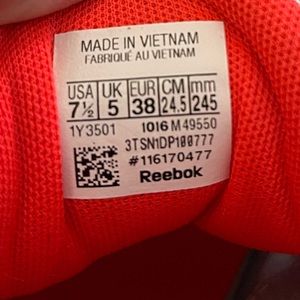 MADE IN VIETNAM
FABRIQUÉ AU VIETNAM
USA UK EUR CM mm
7½ 5 38 24.5 245
1Y3501 1016 M49550
3TSN1DP100777
#116170477
Reebok